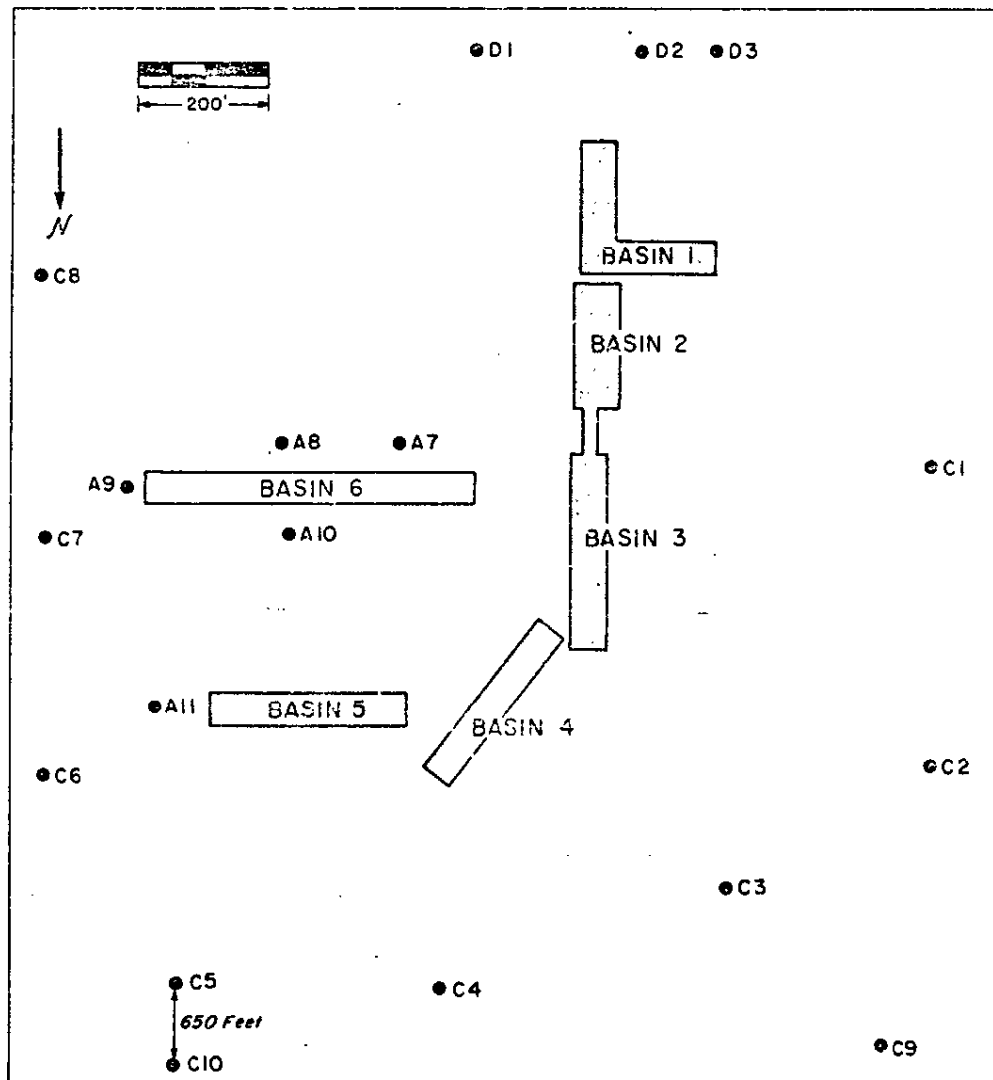 D1
D2
D3
200'
N
BASIN 1
C8
BASIN 2
A8
A7
C1
A9
BASIN 6
C7
A10
BASIN 3
A11
BASIN 5
BASIN 4
C6
C2
C3
C5
C4
650 Feet
C9
C10